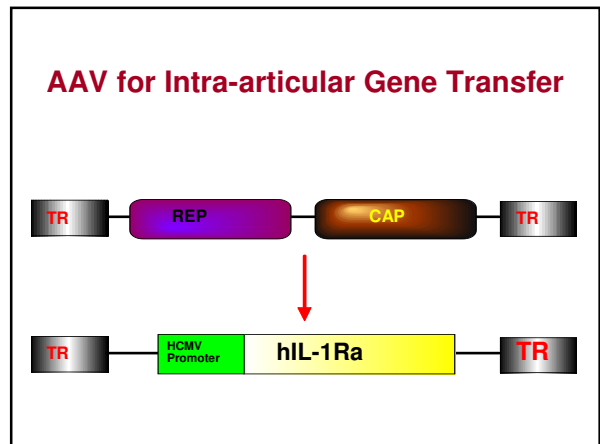 AAV for Intra-articular Gene Transfer
TR REP CAP TR
TR HCMV Promoter hIL-1Ra TR